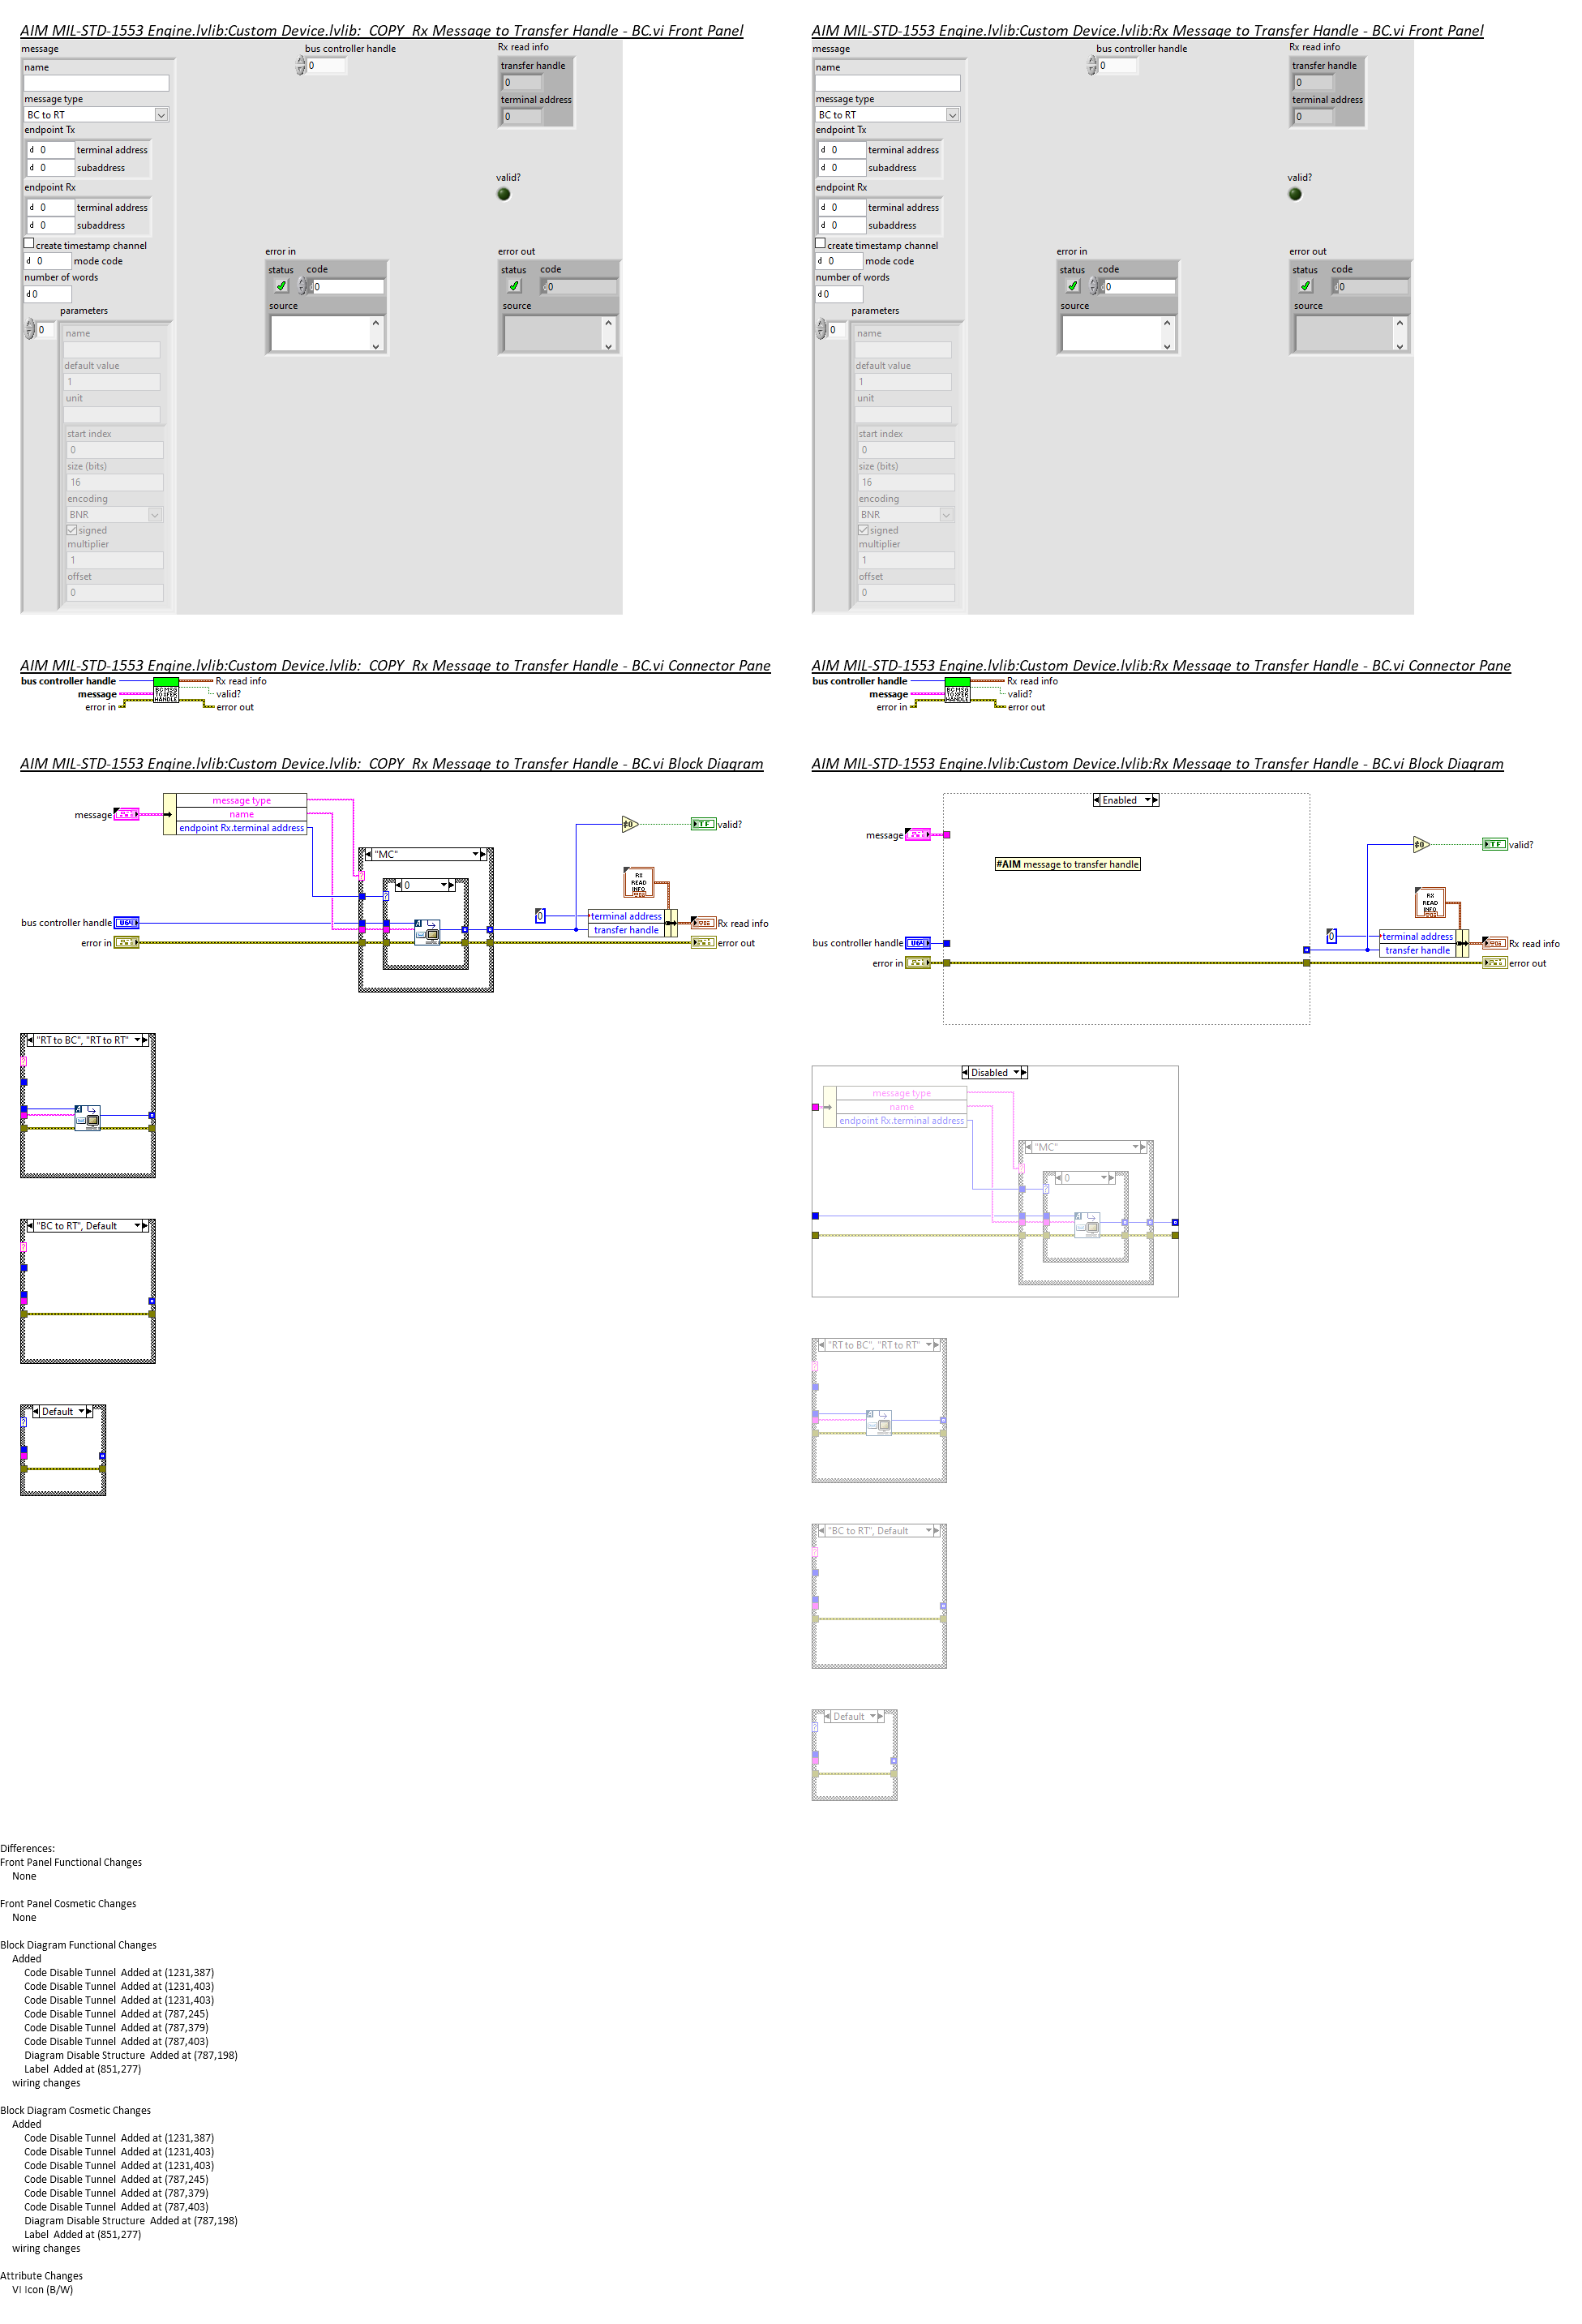 AIM MIL-STD-1553 Engine.lvlib:Custom Device.lvlib:_COPY_Rx Message to Transfer Handle - BC.vi Front Panel
message
name
message type
BC to RT
endpoint Tx
d 0 terminal address
d 0 subaddress
endpoint Rx
d 0 terminal address
d 0 subaddress
create timestamp channel
d 0 mode code
number of words
d 0
parameters
0
name
default value
1
unit
start index
0
size (bits)
16
encoding
BNR
signed
multiplier
1
offset
0
bus controller handle
0
error in
status code
d 0
source
Rx read info
transfer handle
0
terminal address
0
valid?
error out
status code
d 0
source
AIM MIL-STD-1553 Engine.lvlib:Custom Device.lvlib:Rx Message to Transfer Handle - BC.vi Front Panel
message
name
message type
BC to RT
endpoint Tx
d 0 terminal address
d 0 subaddress
endpoint Rx
d 0 terminal address
d 0 subaddress
create timestamp channel
d 0 mode code
number of words
d 0
parameters
0
name
default value
1
unit
start index
0
size (bits)
16
encoding
BNR
signed
multiplier
1
offset
0
bus controller handle
0
error in
status code
d 0
source
Rx read info
transfer handle
0
terminal address
0
valid?
error out
status code
d 0
source
AIM MIL-STD-1553 Engine.lvlib:Custom Device.lvlib:_COPY_Rx Message to Transfer Handle - BC.vi Connector Pane
bus controller handle
message
error in
BC MSG
TO XFER
HANDLE
Rx read info
valid?
error out
AIM MIL-STD-1553 Engine.lvlib:Custom Device.lvlib:Rx Message to Transfer Handle - BC.vi Connector Pane
bus controller handle
message
error in
BC MSG
TO XFER
HANDLE
Rx read info
valid?
error out
AIM MIL-STD-1553 Engine.lvlib:Custom Device.lvlib:_COPY_Rx Message to Transfer Handle - BC.vi Block Diagram
message
message type
name
endpoint Rx.terminal address
"MC"
0
bus controller handle
error in
TF
valid?
RX
READ
INFO
0
terminal address
transfer handle
Rx read info
error out
"RT to BC", "RT to RT"
"BC to RT", Default
Default
AIM MIL-STD-1553 Engine.lvlib:Custom Device.lvlib:Rx Message to Transfer Handle - BC.vi Block Diagram
Enabled
message
#AIM message to transfer handle
bus controller handle
error in
TF
valid?
RX
READ
INFO
0
terminal address
transfer handle
Rx read info
error out
Disabled
message type
name
endpoint Rx.terminal address
"MC"
0
"RT to BC", "RT to RT"
"BC to RT", Default
Default
Differences:
Front Panel Functional Changes
None
Front Panel Cosmetic Changes
None
Block Diagram Functional Changes
Added
Code Disable Tunnel  Added at (1231,387)
Code Disable Tunnel  Added at (1231,403)
Code Disable Tunnel  Added at (1231,403)
Code Disable Tunnel  Added at (787,245)
Code Disable Tunnel  Added at (787,379)
Code Disable Tunnel  Added at (787,403)
Diagram Disable Structure  Added at (787,198)
Label  Added at (851,277)
wiring changes
Block Diagram Cosmetic Changes
Added
Code Disable Tunnel  Added at (1231,387)
Code Disable Tunnel  Added at (1231,403)
Code Disable Tunnel  Added at (1231,403)
Code Disable Tunnel  Added at (787,245)
Code Disable Tunnel  Added at (787,379)
Code Disable Tunnel  Added at (787,403)
Diagram Disable Structure  Added at (787,198)
Label  Added at (851,277)
wiring changes
Attribute Changes
VI Icon (B/W)